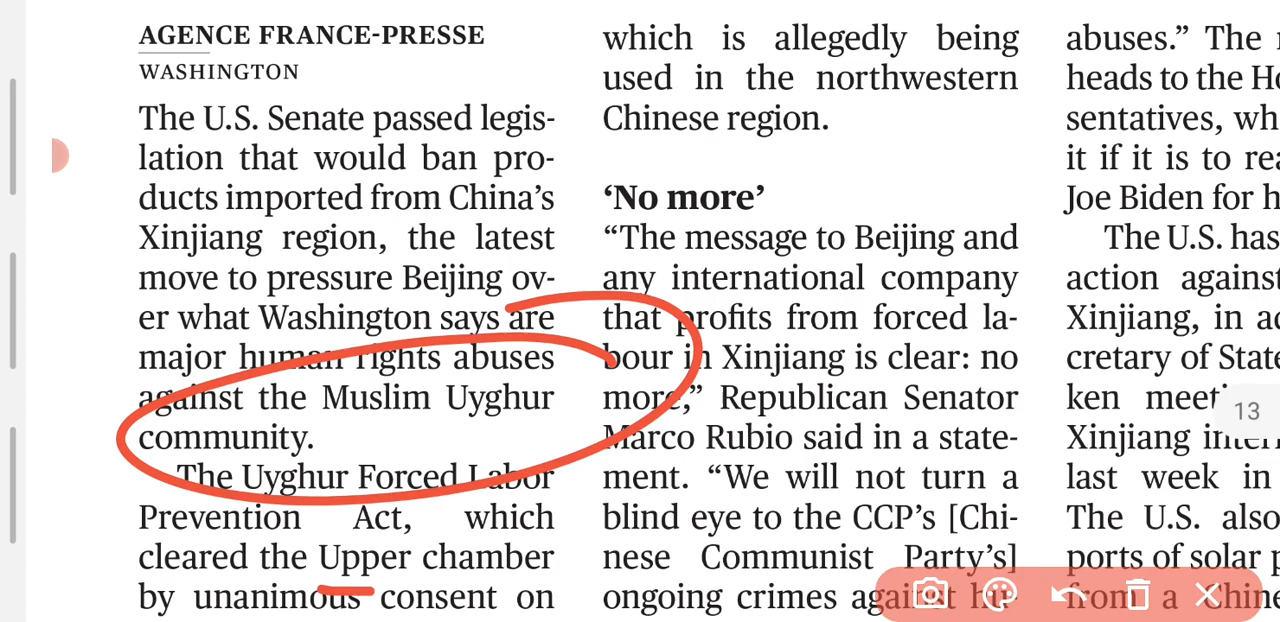 AGENCE FRANCE-PRESSE
WASHINGTON
The U.S. Senate passed legis-
lation that would ban pro-
ducts imported from China’s
Xinjiang region, the latest
move to pressure Beijing ov-
er what Washington says are
major human rights abuses
against the Muslim Uyghur
community.
The Uyghur Forced Labor
Prevention Act, which
cleared the Upper chamber
by unanimous consent on
which is allegedly being
used in the northwestern
Chinese region.
‘No more’
“The message to Beijing and
any international company
that profits from forced la-
bour in Xinjiang is clear: no
more,” Republican Senator
Marco Rubio said in a state-
ment. “We will not turn a
blind eye to the CCP’s [Chi-
nese Communist Party’s]
ongoing crimes against hu-
abuses.” The
heads to the
sentatives,
it if it is to
Joe Biden for
The U.S. has
action against
Xinjiang, in
cretary of State
ken
Xinjiang
last week in
The U.S. also
ports of solar
from a
13